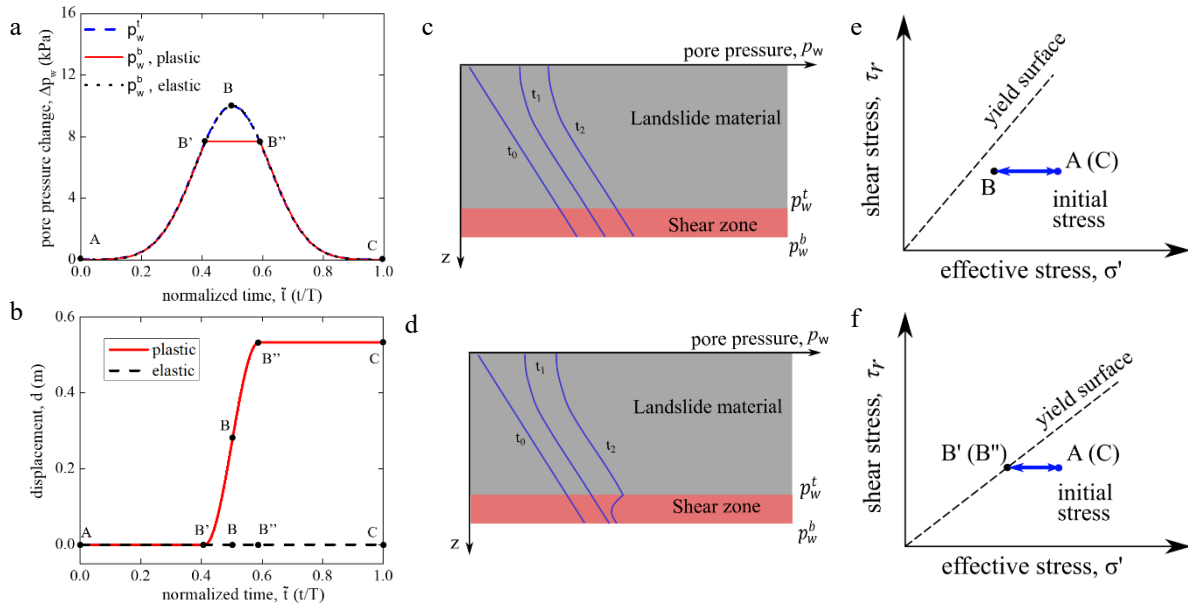 a
16
12
8
4
0
pore pressure change, Δp_w (kPa)
p_w^t
p_w^b , plastic
p_w^b , elastic
A
B'
B
B''
C
0.0 0.2 0.4 0.6 0.8 1.0
normalized time, t̃ (t/T)
b
0.6
0.4
0.2
0.0
displacement, d (m)
plastic
elastic
B''
C
B
A
B'
B
B''
C
0.0 0.2 0.4 0.6 0.8 1.0
normalized time, t̃ (t/T)
c
pore pressure, p_w
t_1
t_2
t_0
Landslide material
p_w^t
Shear zone
p_w^b
z
d
pore pressure, p_w
t_1
t_0
t_2
Landslide material
p_w^t
Shear zone
p_w^b
z
e
shear stress, τ_r
yield surface
A (C)
B
initial
stress
effective stress, σ'
f
shear stress, τ_r
yield surface
B' (B'')
A (C)
initial
stress
effective stress, σ'